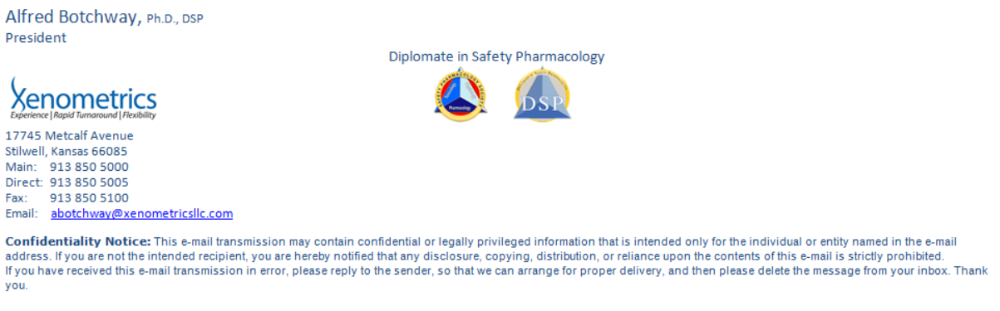 Alfred Botchway, Ph.D., DSP
President
Diplomate in Safety Pharmacology
SAFETY PHARMACOLOGY SOCIETY
Pharmacology
DSP
Xenometrics
Experience | Rapid Turnaround | Flexibility
17745 Metcalf Avenue
Stilwell, Kansas 66085
Main: 913 850 5000
Direct: 913 850 5005
Fax: 913 850 5100
Email: abotchway@xenometricsllc.com
Confidentiality Notice: This e-mail transmission may contain confidential or legally privileged information that is intended only for the individual or entity named in the e-mail
address. If you are not the intended recipient, you are hereby notified that any disclosure, copying, distribution, or reliance upon the contents of this e-mail is strictly prohibited.
If you have received this e-mail transmission in error, please reply to the sender, so that we can arrange for proper delivery, and then please delete the message from your inbox. Thank
you.